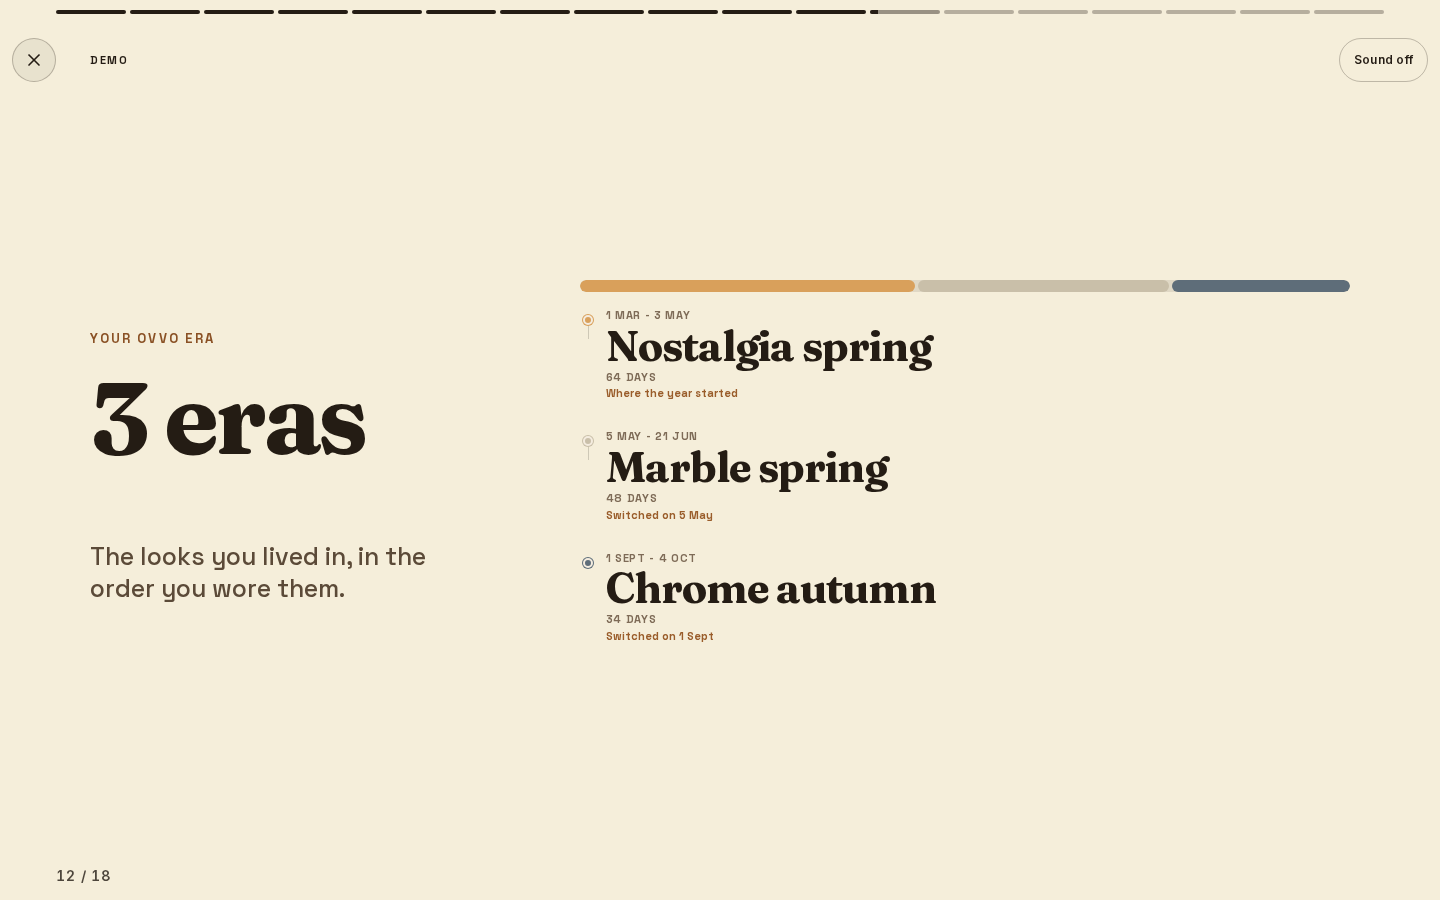 DEMO
Sound off
YOUR OVVO ERA
3 eras
The looks you lived in, in the
order you wore them.
1 MAR - 3 MAY
Nostalgia spring
64 DAYS
Where the year started
5 MAY - 21 JUN
Marble spring
48 DAYS
Switched on 5 May
1 SEPT - 4 OCT
Chrome autumn
34 DAYS
Switched on 1 Sept
12 / 18